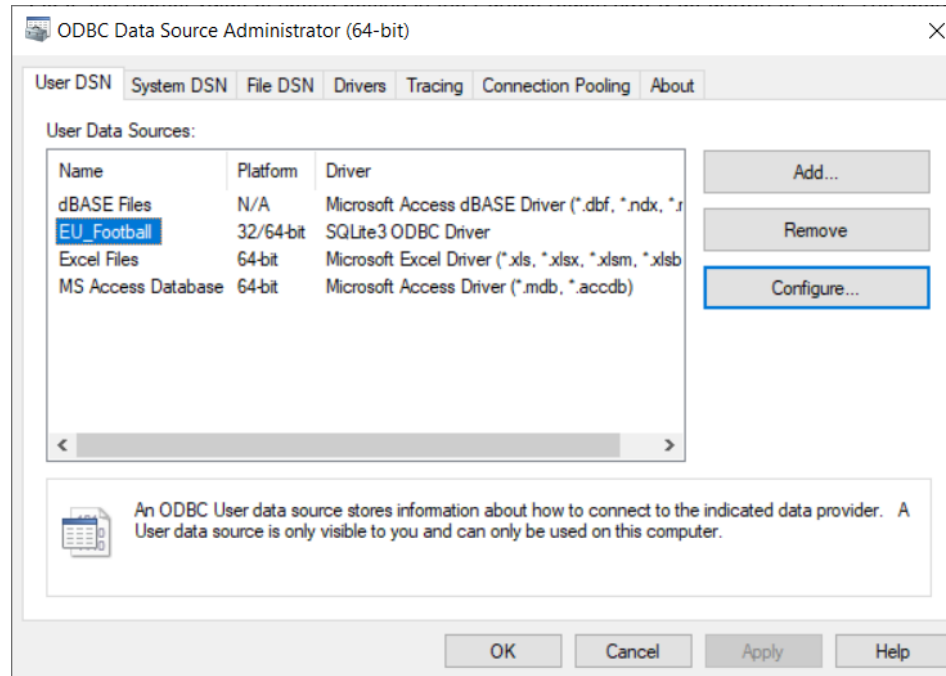 ODBC Data Source Administrator (64-bit)
User DSN System DSN File DSN Drivers Tracing Connection Pooling About
User Data Sources:
Name Platform Driver
dBASE Files N/A Microsoft Access dBASE Driver (*.dbf, *.ndx, *.r
EU_Football 32/64-bit SQLite3 ODBC Driver
Excel Files 64-bit Microsoft Excel Driver (*.xls, *.xlsx, *.xlsm, *.xlsb
MS Access Database 64-bit Microsoft Access Driver (*.mdb, *.accdb)
Add...
Remove
Configure...
An ODBC User data source stores information about how to connect to the indicated data provider. A
User data source is only visible to you and can only be used on this computer.
OK Cancel Apply Help